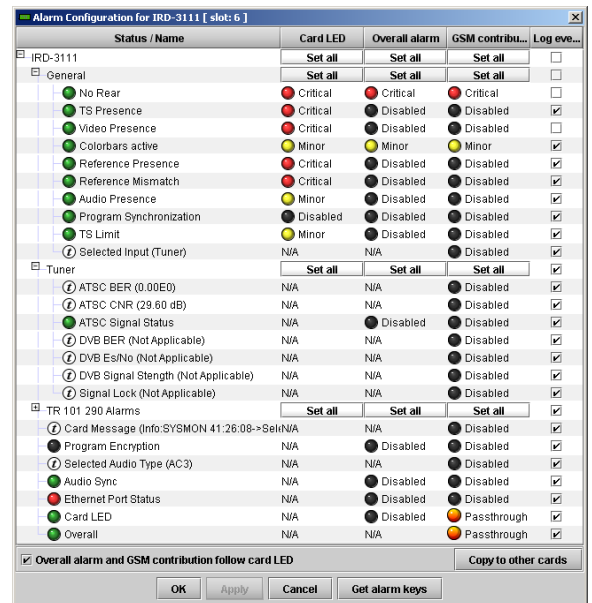 Alarm Configuration for IRD-3111 [ slot: 6 ]
Status / Name Card LED Overall alarm GSM contribu... Log eve...
IRD-3111 Set all Set all Set all
General Set all Set all Set all
No Rear Critical Critical Critical
TS Presence Critical Disabled Disabled
Video Presence Critical Disabled Disabled
Colorbars active Minor Minor Minor
Reference Presence Critical Disabled Disabled
Reference Mismatch Critical Disabled Disabled
Audio Presence Minor Disabled Disabled
Program Synchronization Disabled Disabled Disabled
TS Limit Minor Disabled Disabled
Selected Input (Tuner) N/A N/A Disabled
Tuner Set all Set all Set all
ATSC BER (0.00E0) N/A N/A Disabled
ATSC CNR (29.60 dB) N/A N/A Disabled
ATSC Signal Status N/A Disabled Disabled
DVB BER (Not Applicable) N/A N/A Disabled
DVB Es/No (Not Applicable) N/A N/A Disabled
DVB Signal Stength (Not Applicable) N/A N/A Disabled
Signal Lock (Not Applicable) N/A N/A Disabled
TR 101 290 Alarms Set all Set all Set all
Card Message (Info:SYSMON 41:26:08->Sele N/A N/A Disabled
Program Encryption N/A Disabled Disabled
Selected Audio Type (AC3) N/A N/A Disabled
Audio Sync N/A Disabled Disabled
Ethernet Port Status N/A Disabled Disabled
Card LED N/A Disabled Passthrough
Overall N/A N/A Passthrough
Overall alarm and GSM contribution follow card LED Copy to other cards
OK Apply Cancel Get alarm keys